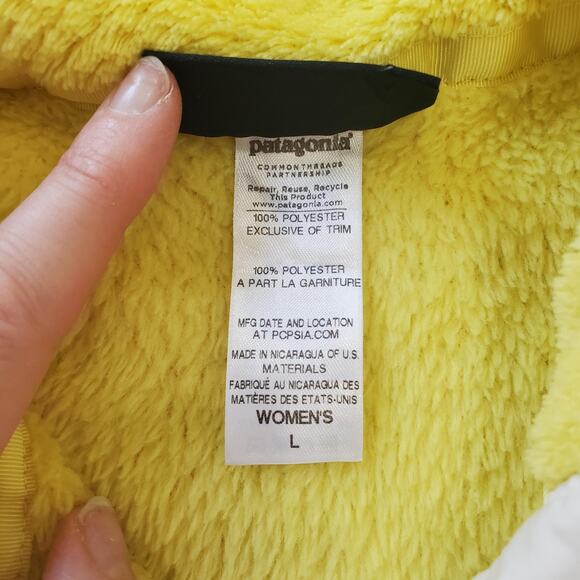 patagonia®
COMMON THREADS
PARTNERSHIP
Repair, Reuse, Recycle
This Product
www.patagonia.com
100% POLYESTER
EXCLUSIVE OF TRIM
100% POLYESTER
A PART LA GARNITURE
MFG DATE AND LOCATION
AT PCPSIA.COM
MADE IN NICARAGUA OF U.S.
MATERIALS
FABRIQUÉ AU NICARAGUA DES
MATIÈRES DES ETATS-UNIS
WOMEN'S
L